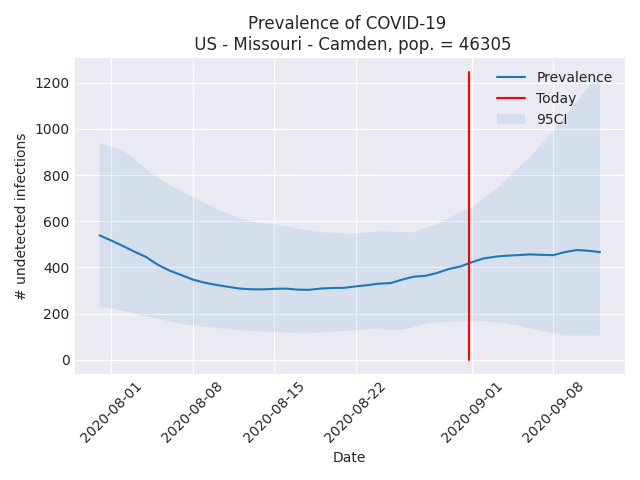 Prevalence of COVID-19
US - Missouri - Camden, pop. = 46305
Prevalence
Today
95CI
# undetected infections
1200
1000
800
600
400
200
0
2020-08-01
2020-08-08
2020-08-15
2020-08-22
2020-09-01
2020-09-08
Date